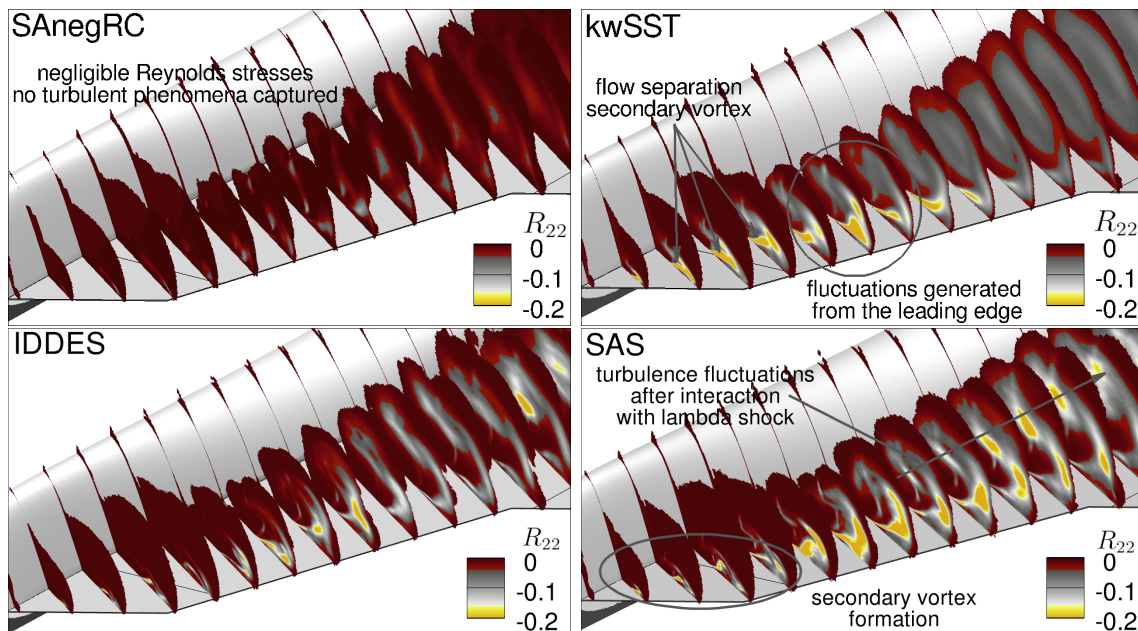 SAnegRC
negligible Reynolds stresses
no turbulent phenomena captured
R22
0
-0.1
-0.2
kwSST
flow separation
secondary vortex
R22
0
-0.1
-0.2
fluctuations generated
from the leading edge
IDDES
R22
0
-0.1
-0.2
SAS
turbulence fluctuations
after interaction
with lambda shock
R22
0
-0.1
-0.2
secondary vortex
formation